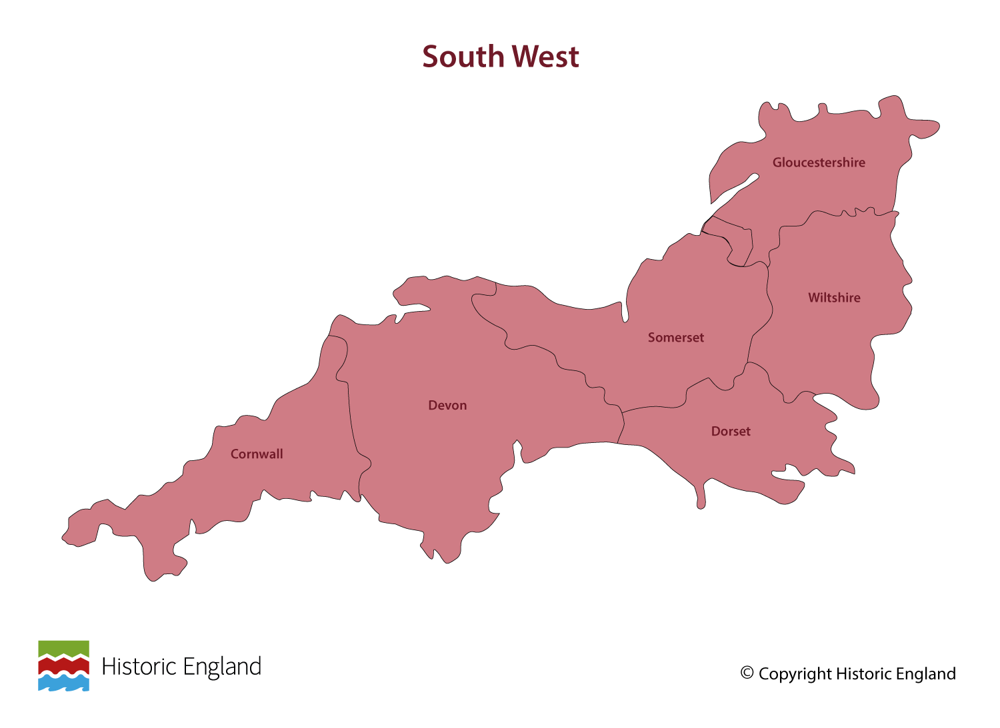 South West
Gloucestershire
Wiltshire
Somerset
Devon
Dorset
Cornwall
Historic England
© Copyright Historic England